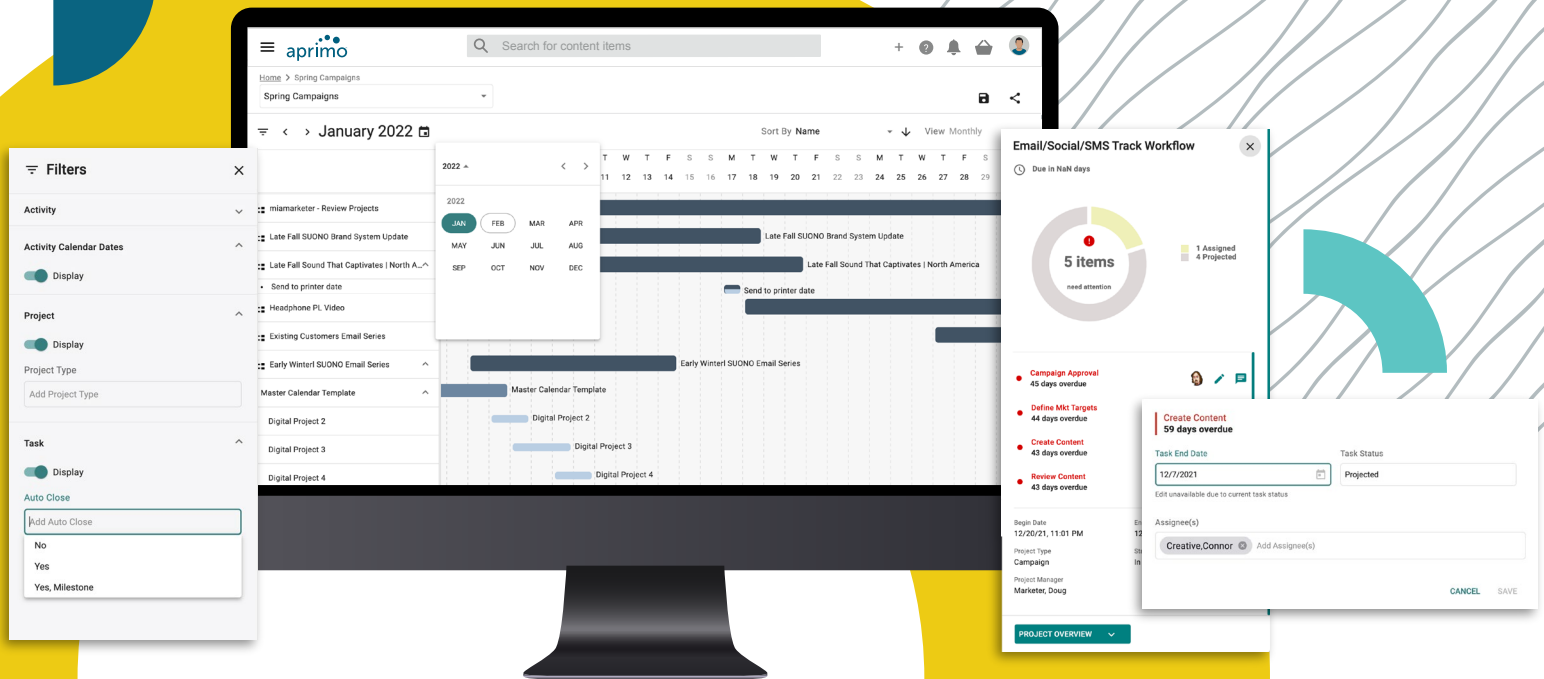 aprimo
Search for content items
Home > Spring Campaigns
Spring Campaigns
January 2022
Sort By Name
View Monthly
T W T F S S M T W T F S S M T W T F S
11 12 13 14 15 16 17 18 19 20 21 22 23 24 25 26 27 28 29
2022
2022
JAN FEB MAR APR
MAY JUN JUL AUG
SEP OCT NOV DEC
miamarketer - Review Projects
Late Fall SUONO Brand System Update
Late Fall SUONO Brand System Update
Late Fall Sound That Captivates | North A...
Late Fall Sound That Captivates | North America
Send to printer date
Send to printer date
Headphone PL Video
Existing Customers Email Series
Early Winterl SUONO Email Series
Early Winterl SUONO Email Series
Master Calendar Template
Master Calendar Template
Digital Project 2
Digital Project 2
Digital Project 3
Digital Project 3
Digital Project 4
Digital Project 4
Filters
Activity
Activity Calendar Dates
Display
Project
Display
Project Type
Add Project Type
Task
Display
Auto Close
Add Auto Close
No
Yes
Yes, Milestone
Email/Social/SMS Track Workflow
Due in NaN days
5 items
need attention
1 Assigned
4 Projected
Campaign Approval
45 days overdue
Define Mkt Targets
44 days overdue
Create Content
43 days overdue
Review Content
43 days overdue
Begin Date
12/20/21, 11:01 PM
Project Type
Campaign
Project Manager
Marketer, Doug
En
12
In
PROJECT OVERVIEW
Create Content
59 days overdue
Task End Date
12/7/2021
Edit unavailable due to current task status
Task Status
Projected
Assignee(s)
Creative,Connor
Add Assignee(s)
CANCEL
SAVE